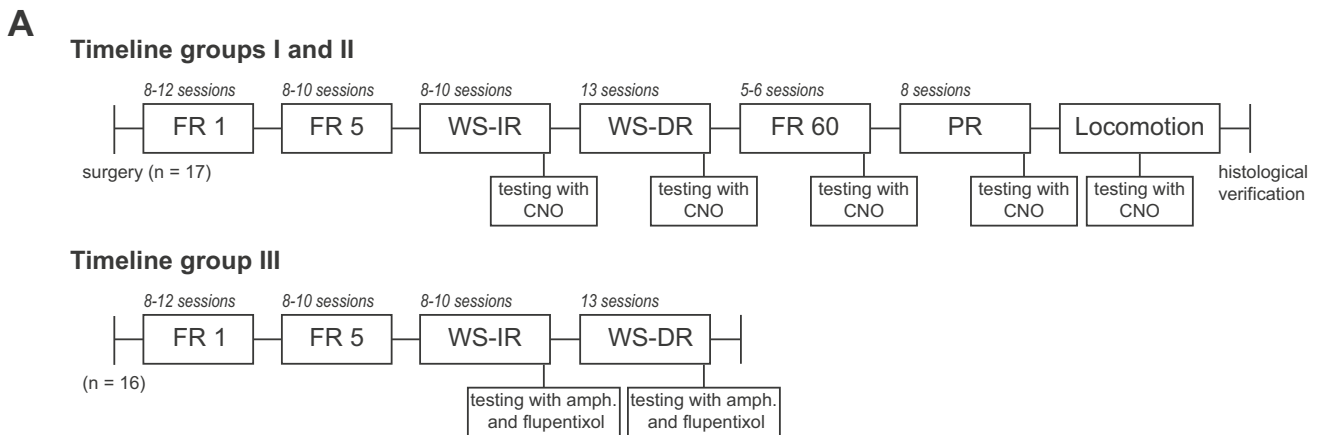 A
Timeline groups I and II
8-12 sessions 8-10 sessions 8-10 sessions 13 sessions 5-6 sessions 8 sessions
FR 1 FR 5 WS-IR WS-DR FR 60 PR Locomotion
surgery (n = 17)
histological
verification
testing with
CNO
testing with
CNO
testing with
CNO
testing with
CNO
testing with
CNO
Timeline group III
8-12 sessions 8-10 sessions 8-10 sessions 13 sessions
FR 1 FR 5 WS-IR WS-DR
(n = 16)
testing with amph.
and flupentixol
testing with amph.
and flupentixol